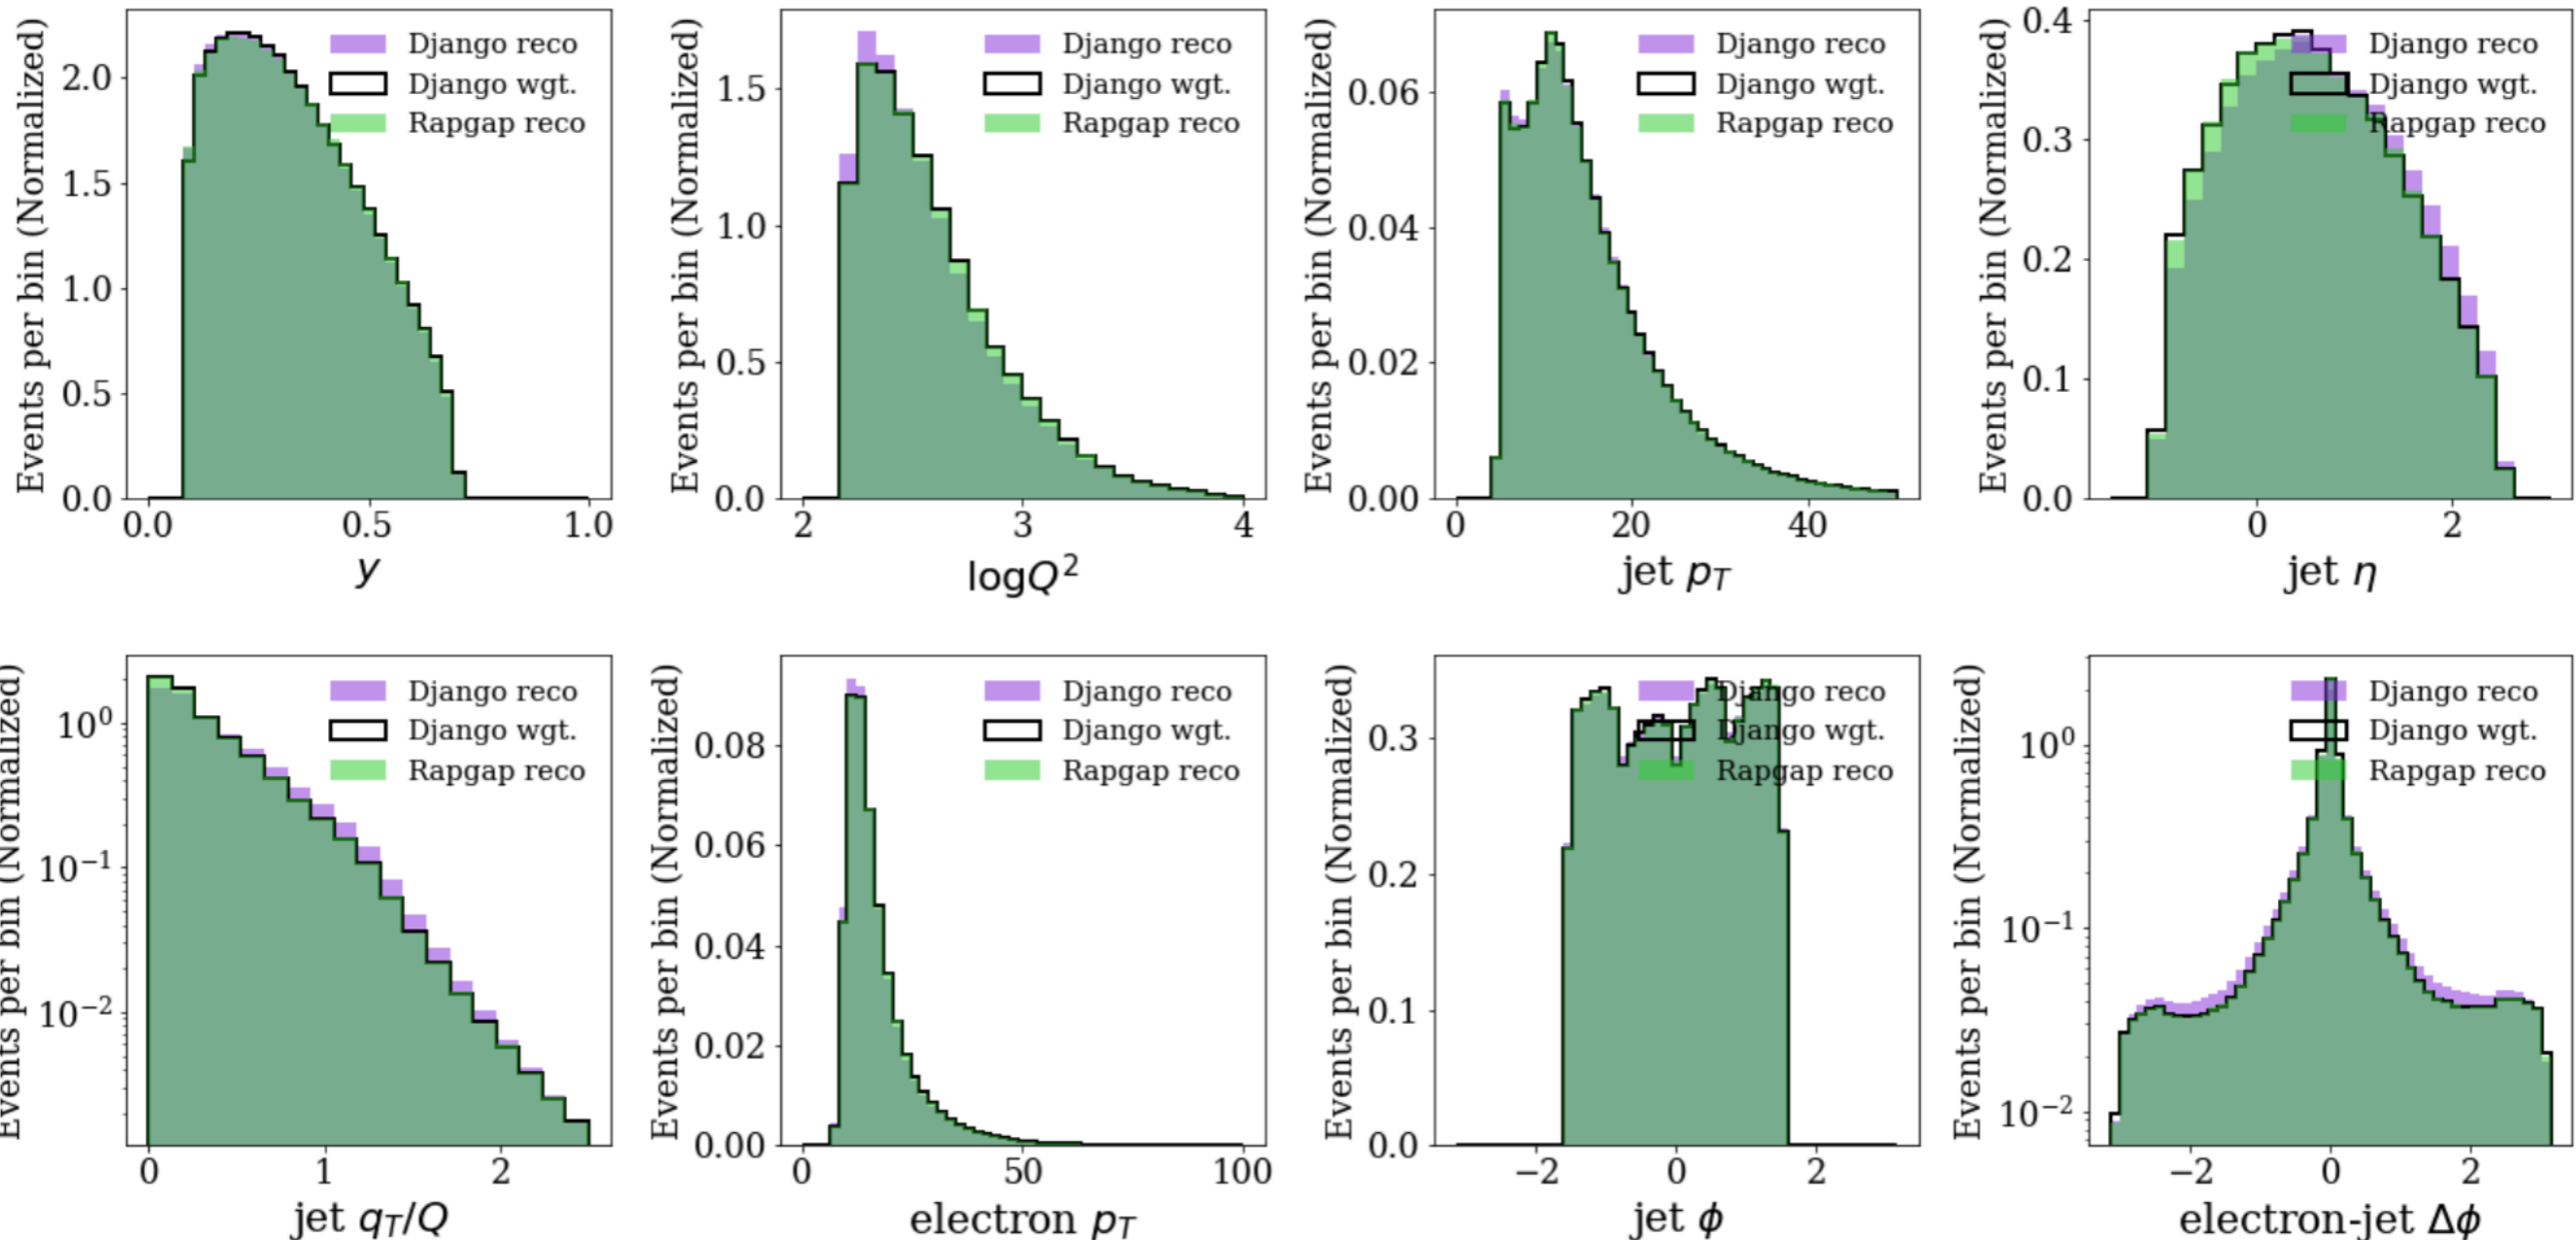 Events per bin (Normalized)
2.0
1.5
1.0
0.5
0.0
Django reco
Django wgt.
Rapgap reco
0.0 0.5 1.0
y
Events per bin (Normalized)
1.5
1.0
0.5
0.0
Django reco
Django wgt.
Rapgap reco
2 3 4
logQ²
Events per bin (Normalized)
0.06
0.04
0.02
0.00
Django reco
Django wgt.
Rapgap reco
0 20 40
jet p_T
Events per bin (Normalized)
0.4
0.3
0.2
0.1
0.0
Django reco
Django wgt.
Rapgap reco
0 2
jet η
Events per bin (Normalized)
10⁰
10⁻¹
10⁻²
Django reco
Django wgt.
Rapgap reco
0 1 2
jet q_T/Q
Events per bin (Normalized)
0.08
0.06
0.04
0.02
0.00
Django reco
Django wgt.
Rapgap reco
0 50 100
electron p_T
Events per bin (Normalized)
0.3
0.2
0.1
0.0
Django reco
Django wgt.
Rapgap reco
−2 0 2
jet ϕ
Events per bin (Normalized)
10⁰
10⁻¹
10⁻²
Django reco
Django wgt.
Rapgap reco
−2 0 2
electron-jet Δϕ